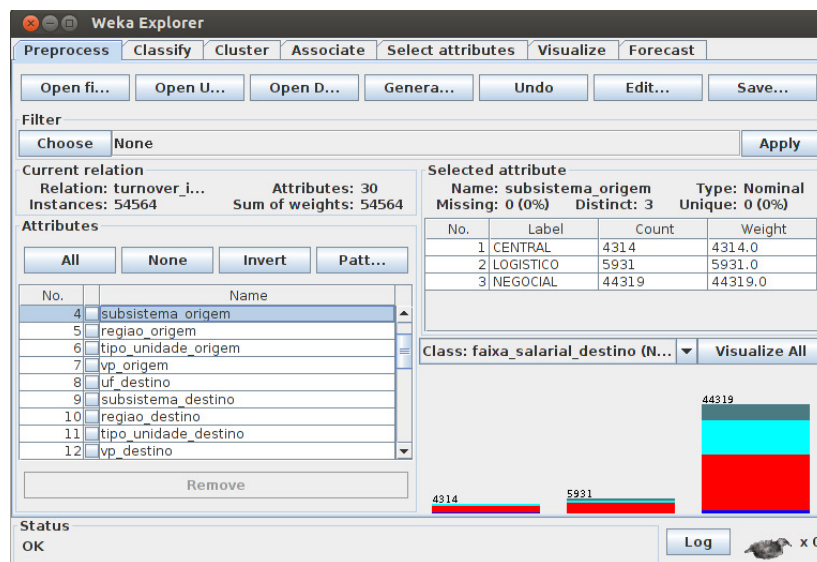 Weka Explorer
Preprocess Classify Cluster Associate Select attributes Visualize Forecast
Open fi... Open U... Open D... Genera... Undo Edit... Save...
Filter
Choose None Apply
Current relation
Relation: turnover_i... Attributes: 30
Instances: 54564 Sum of weights: 54564
Attributes
All None Invert Patt...
No. Name
4 subsistema_origem
5 regiao_origem
6 tipo_unidade_origem
7 vp_origem
8 uf_destino
9 subsistema_destino
10 regiao_destino
11 tipo_unidade_destino
12 vp_destino
Remove
Selected attribute
Name: subsistema_origem Type: Nominal
Missing: 0 (0%) Distinct: 3 Unique: 0 (0%)
No. Label Count Weight
1 CENTRAL 4314 4314.0
2 LOGISTICO 5931 5931.0
3 NEGOCIAL 44319 44319.0
Class: faixa_salarial_destino (N... Visualize All
44319
4314 5931
Status
OK
Log x 0